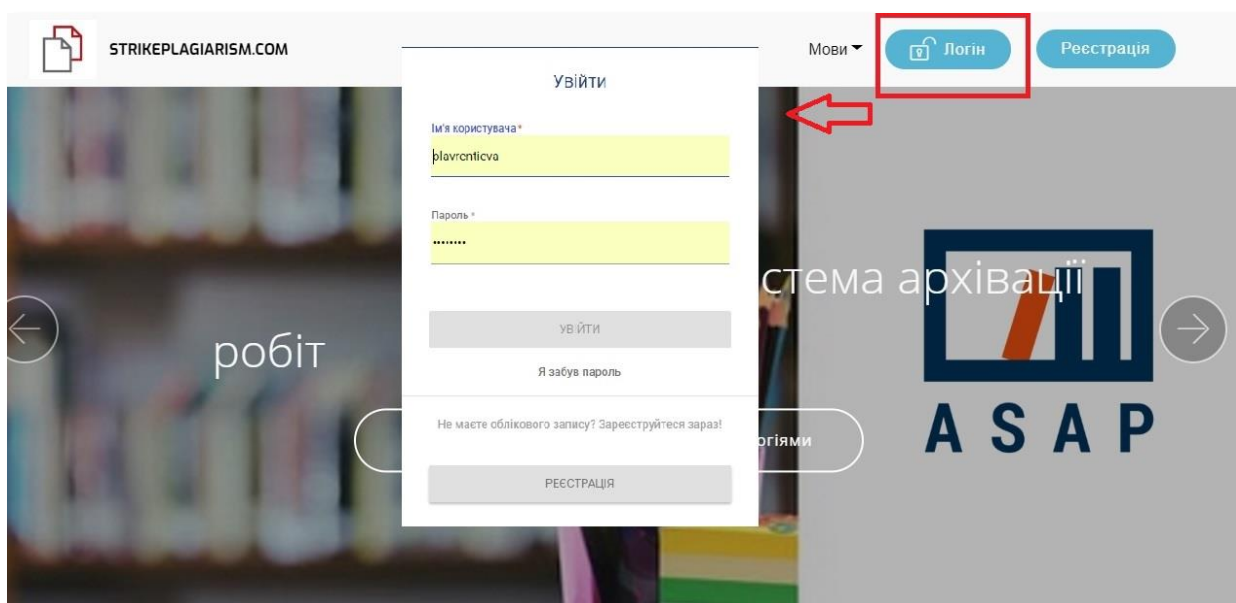 STRIKEPLAGIARISM.COM
Мови
Логін
Реєстрація
Увійти
Ім'я користувача*
plavrenticva
Пароль *
УВ ЙТИ
Я забув пароль
Не маєте облікового запису? Зареєструйтеся зараз!
РЕЄСТРАЦІЯ
стема архівації
робіт
огіями
ASAP